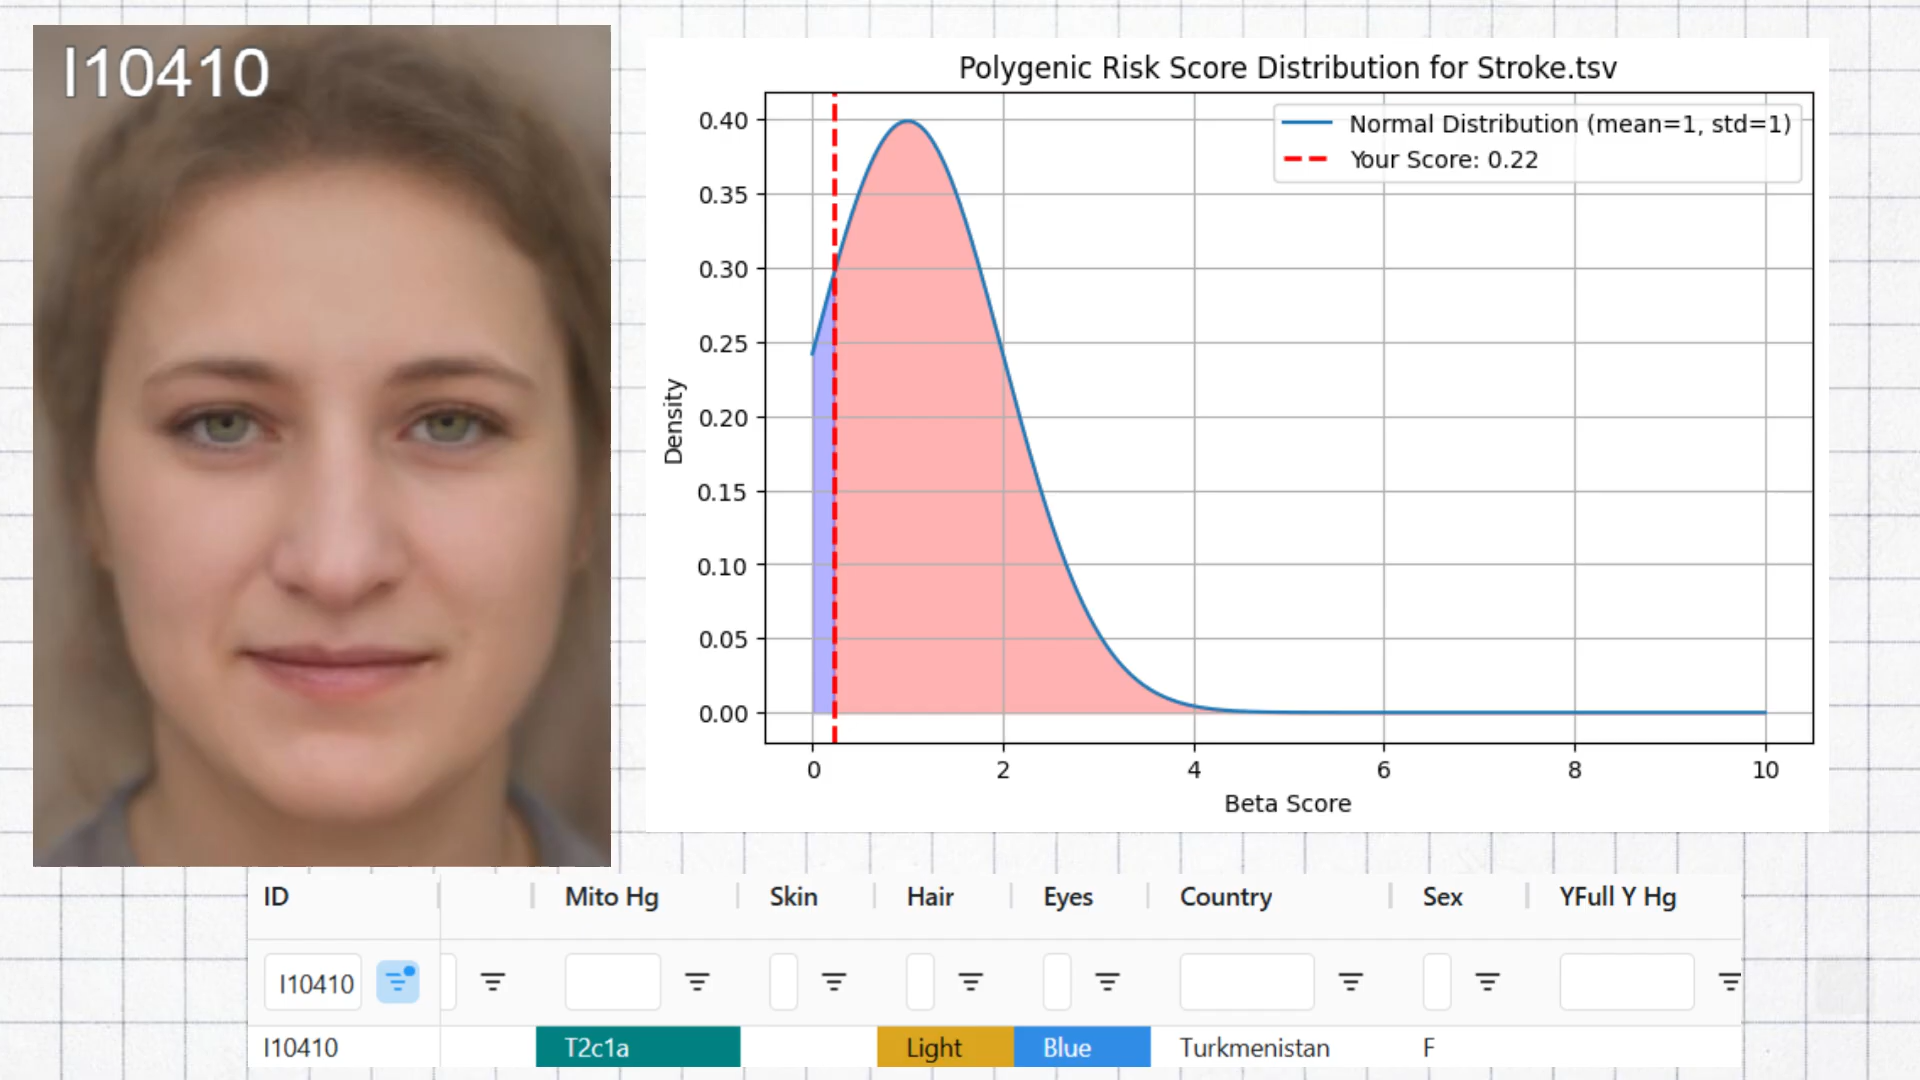 I10410
Polygenic Risk Score Distribution for Stroke.tsv
Normal Distribution (mean=1, std=1)
Your Score: 0.22
0.40
0.35
0.30
0.25
0.20
0.15
0.10
0.05
0.00
Density
0 2 4 6 8 10
Beta Score
ID Mito Hg Skin Hair Eyes Country Sex YFull Y Hg
I10410
I10410 T2c1a Light Blue Turkmenistan F